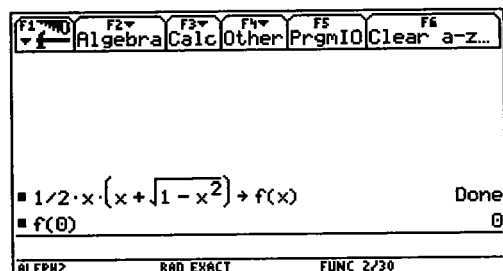 F1 F2 F3 F4 F5 F6
Algebra Calc Other PrgmIO Clear a-z...
▪ 1/2·x·(x + √(1 - x²)) → f(x) Done
▪ f(0) 0
RAD EXACT FUNC 2/30